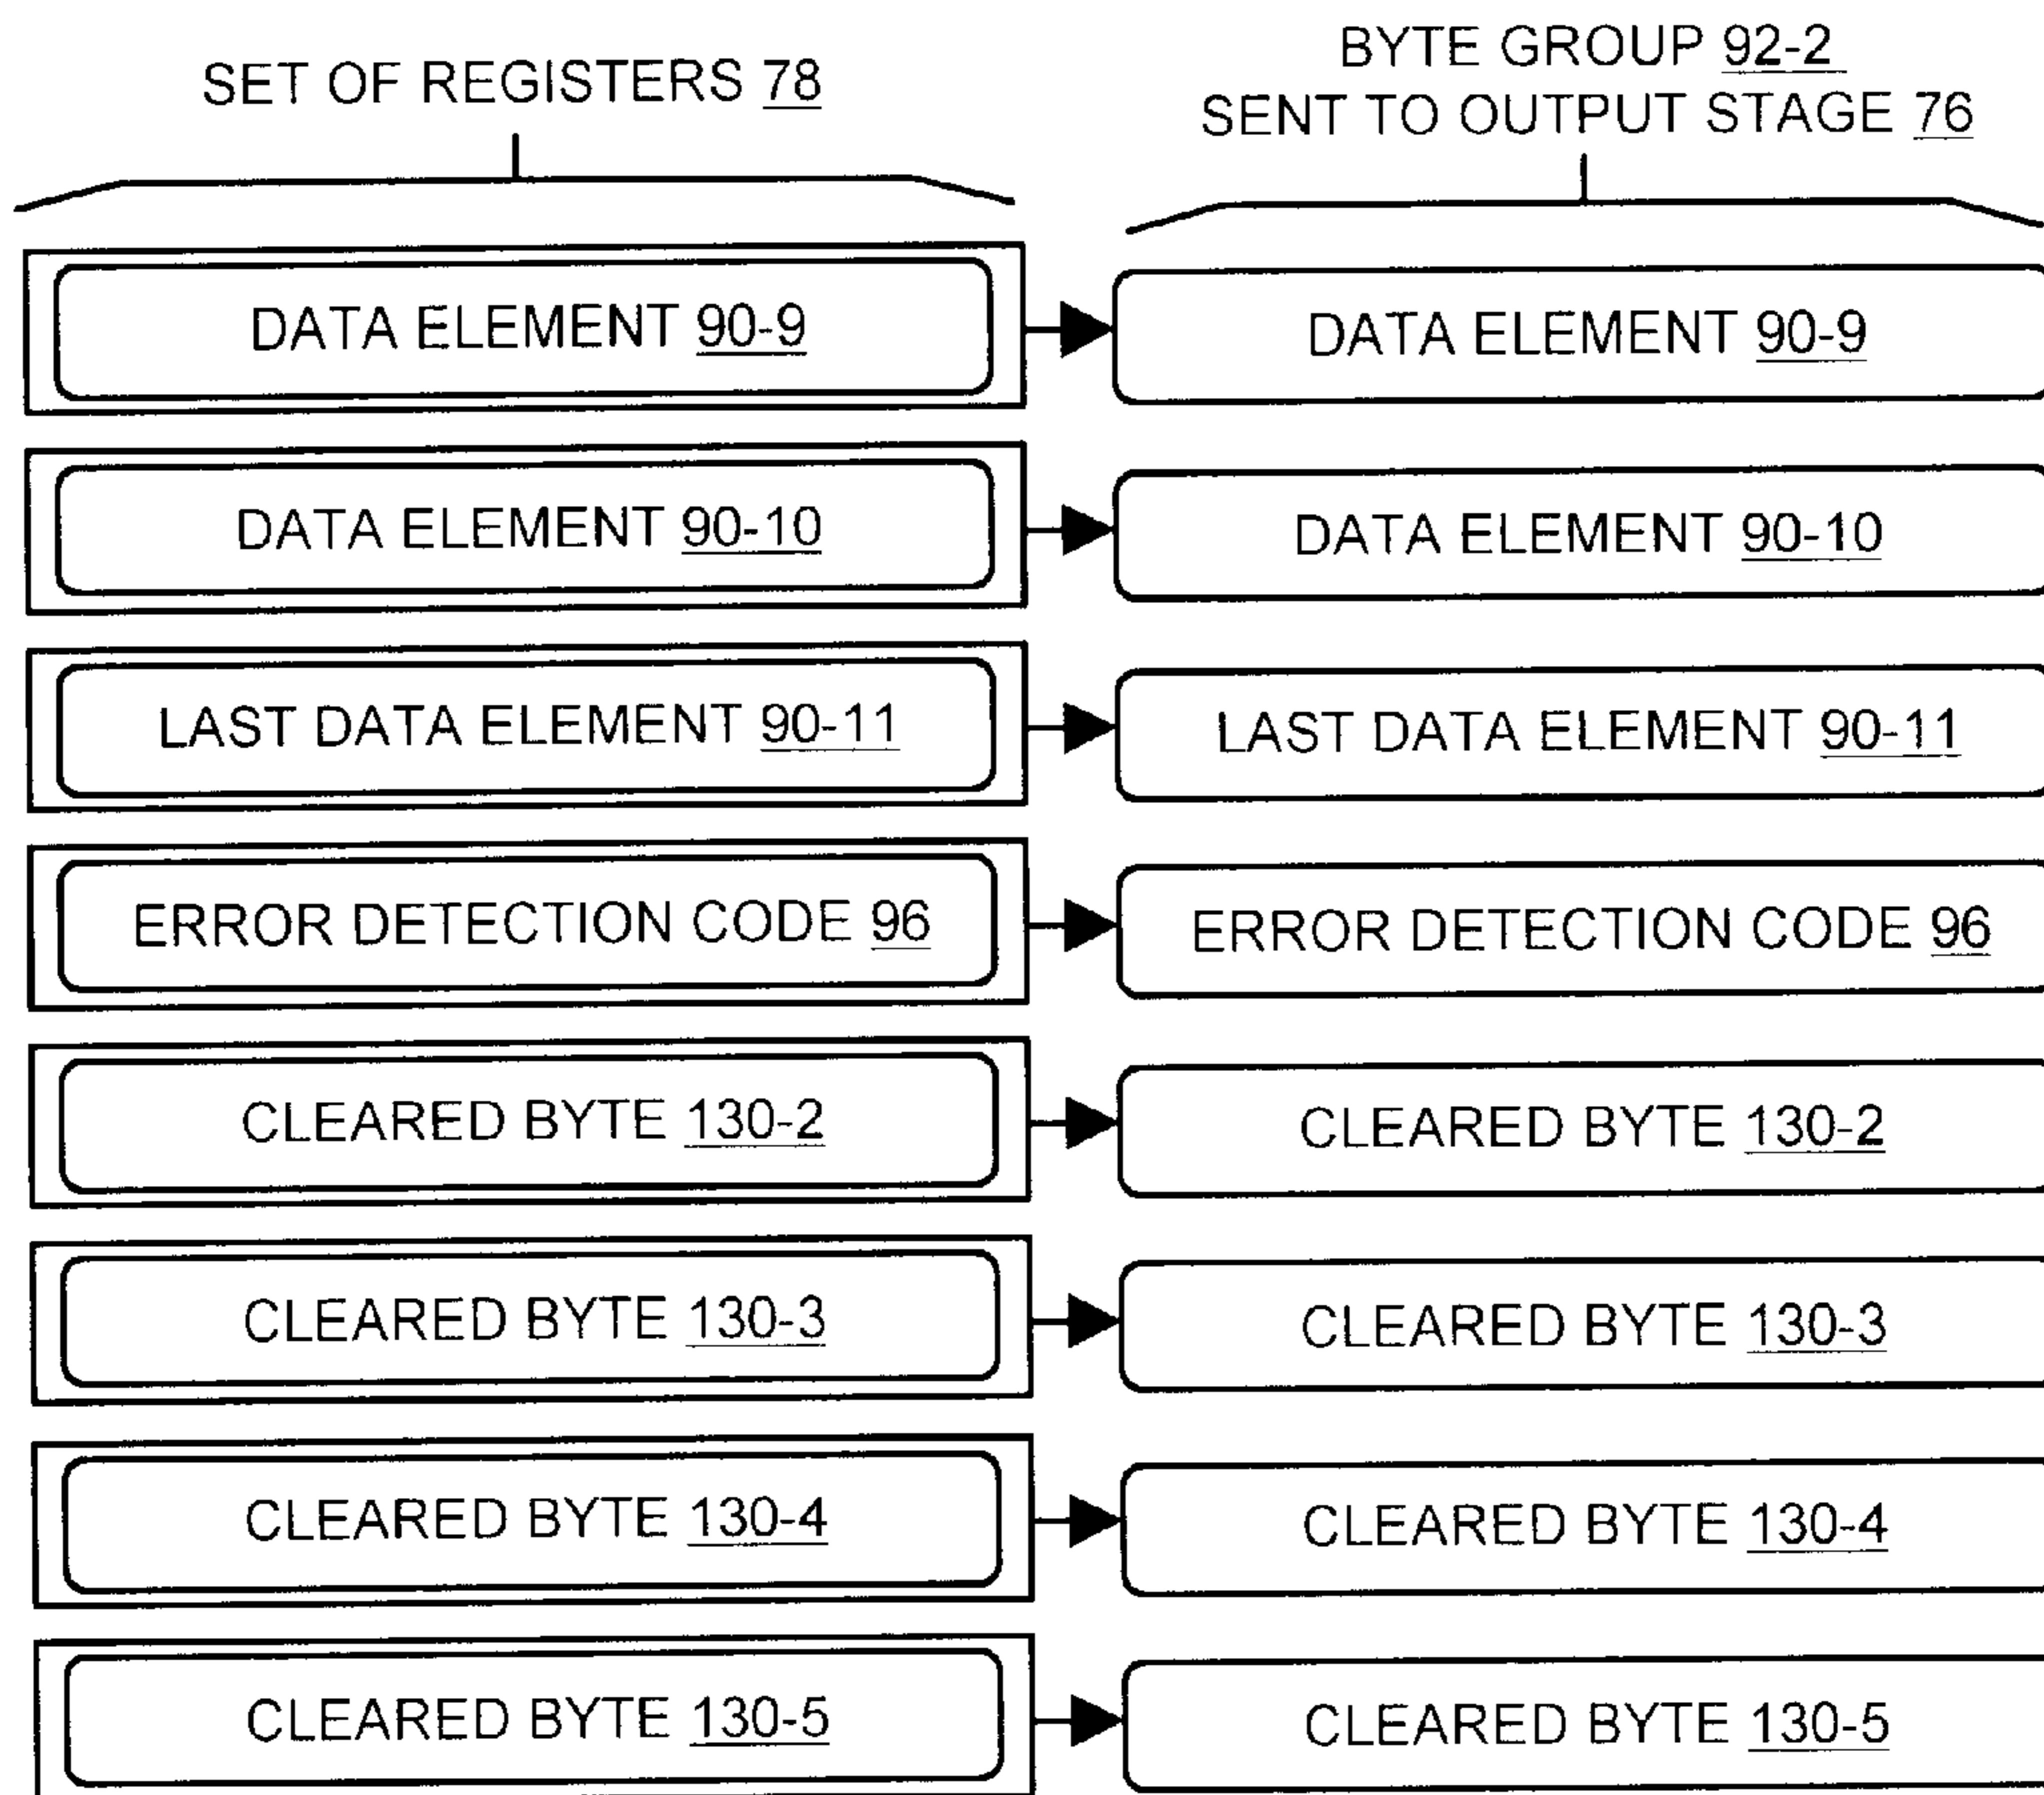 SET OF REGISTERS 78
BYTE GROUP 92-2
SENT TO OUTPUT STAGE 76
DATA ELEMENT 90-9
DATA ELEMENT 90-9
DATA ELEMENT 90-10
DATA ELEMENT 90-10
LAST DATA ELEMENT 90-11
LAST DATA ELEMENT 90-11
ERROR DETECTION CODE 96
ERROR DETECTION CODE 96
CLEARED BYTE 130-2
CLEARED BYTE 130-2
CLEARED BYTE 130-3
CLEARED BYTE 130-3
CLEARED BYTE 130-4
CLEARED BYTE 130-4
CLEARED BYTE 130-5
CLEARED BYTE 130-5